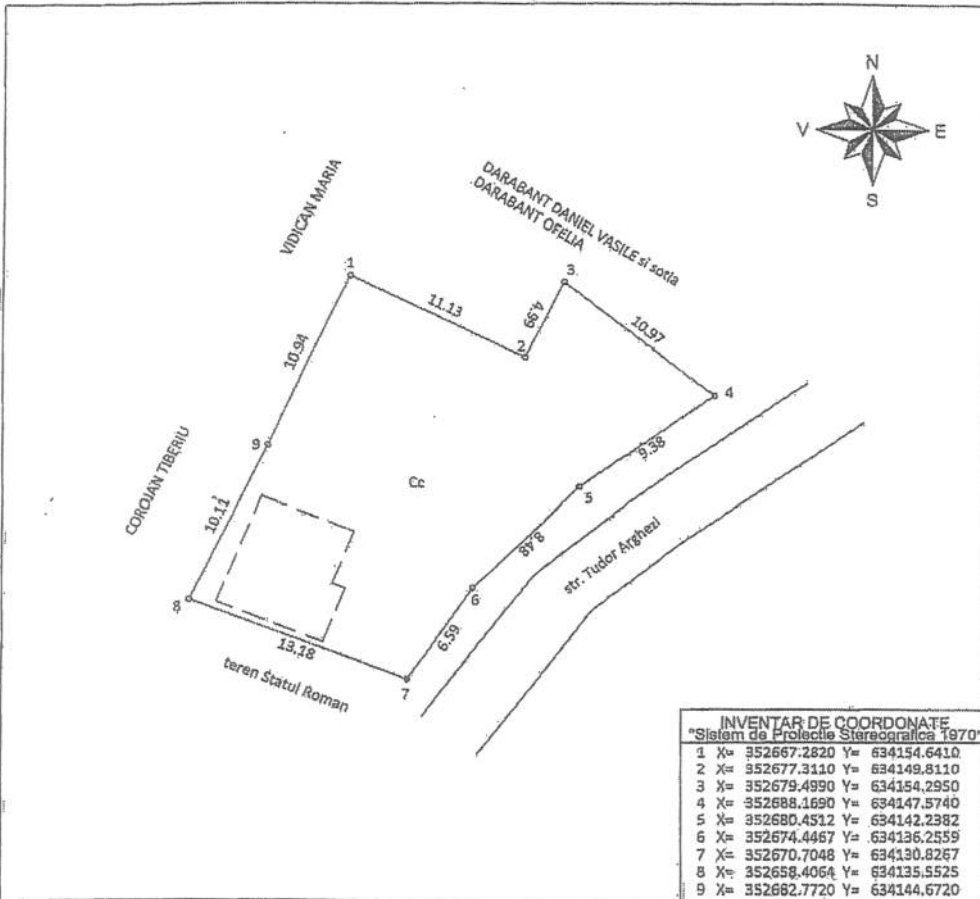 N
V E
S
VIDICAN MARIA
DARABANT DANIEL VASILE si sotia
DARABANT OFELIA
1
3
11.13
4.99
10.97
2
10.94
4
9
9.38
COROJAN TIBERIU
Cc
5
10.11
8.48
str. Tudor Arghezi
6
8
6.59
13.18
teren Statul Roman
7
INVENTAR DE COORDONATE
"Sistem de Proiectie Stereografica 1970"
1 X= 352667.2820 Y= 634154.6410
2 X= 352677.3110 Y= 634149.8110
3 X= 352679.4990 Y= 634154.2950
4 X= 352688.1690 Y= 634147.5740
5 X= 352680.4512 Y= 634142.2382
6 X= 352674.4467 Y= 634136.2559
7 X= 352670.7048 Y= 634130.8267
8 X= 352658.4064 Y= 634135.5525
9 X= 352662.7720 Y= 634144.6720